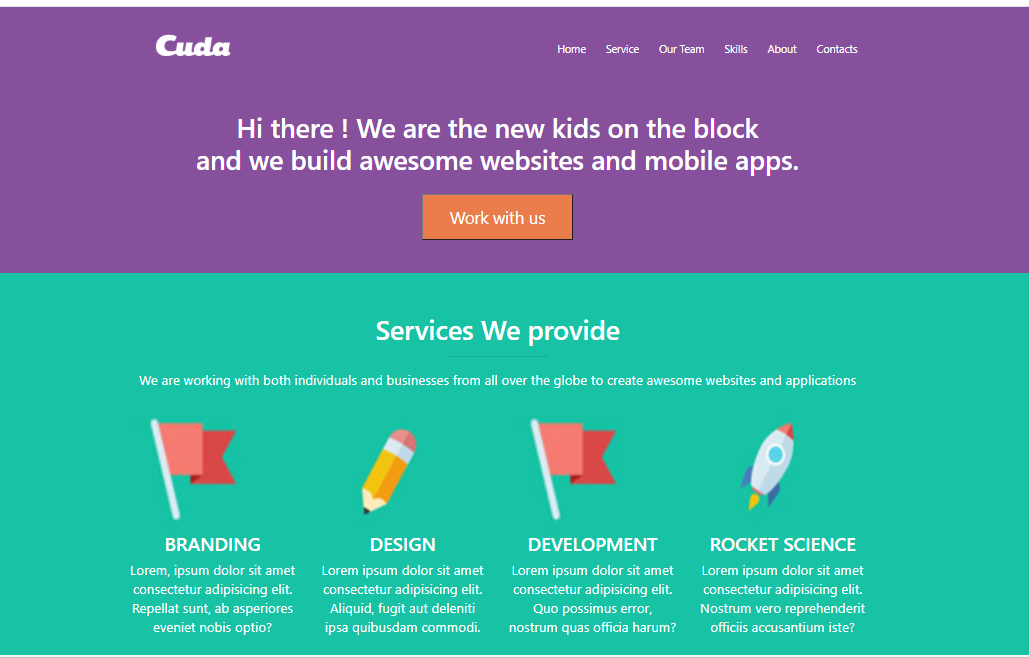 Cuda
Home Service Our Team Skills About Contacts
Hi there ! We are the new kids on the block
and we build awesome websites and mobile apps.
Work with us
Services We provide
We are working with both individuals and businesses from all over the globe to create awesome websites and applications
BRANDING
Lorem, ipsum dolor sit amet
consectetur adipisicing elit.
Repellat sunt, ab asperiores
eveniet nobis optio?
DESIGN
Lorem ipsum dolor sit amet
consectetur adipisicing elit.
Aliquid, fugit aut deleniti
ipsa quibusdam commodi.
DEVELOPMENT
Lorem ipsum dolor sit amet
consectetur adipisicing elit.
Quo possimus error,
nostrum quas officia harum?
ROCKET SCIENCE
Lorem ipsum dolor sit amet
consectetur adipisicing elit.
Nostrum vero reprehenderit
officiis accusantium iste?